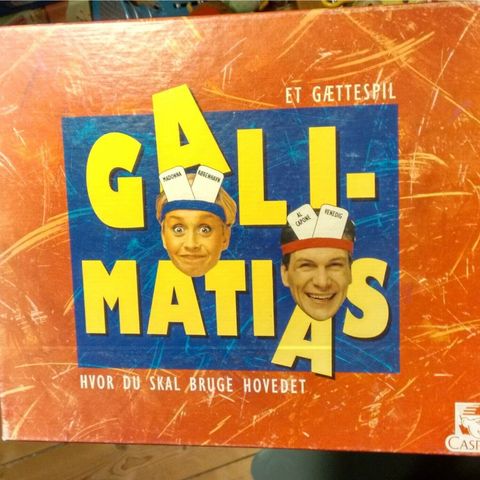 ET GÆTTESPIL
GALI-
MADONNA
KØBENHAVN
AL
CAPONE
VENEDIG
MATIAS
HVOR DU SKAL BRUGE HOVEDET